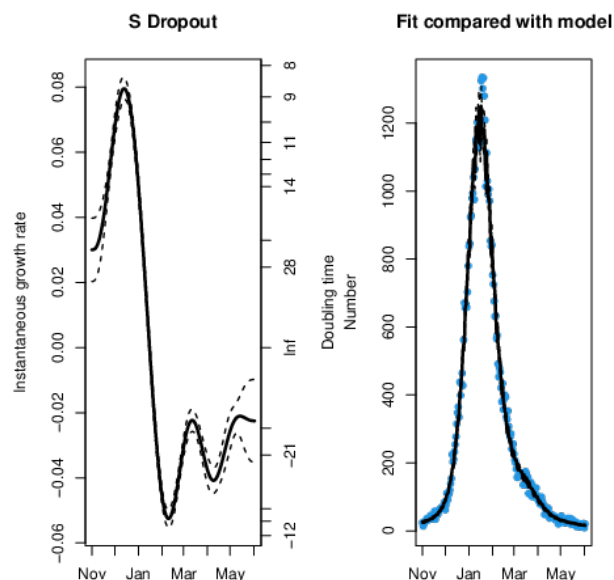 S Dropout
Instantaneous growth rate
0.08
0.06
0.04
0.02
0.00
−0.02
−0.04
−0.06
Nov
Jan
Mar
May
8
9
11
14
28
Inf
−21
−12
Doubling time
Fit compared with model
Number
1200
1000
800
600
400
200
0
Nov
Jan
Mar
May